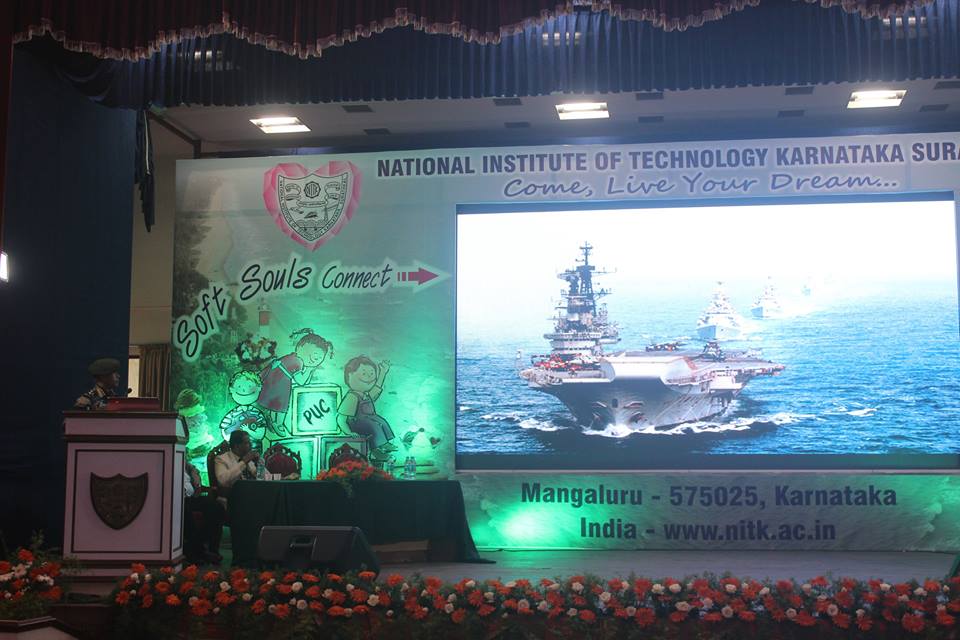 NATIONAL INSTITUTE OF TECHNOLOGY KARNATAKA SURA
Come, Live Your Dream...
NITK
Soft Souls Connect
PUC
Mangaluru - 575025, Karnataka
India - www.nitk.ac.in